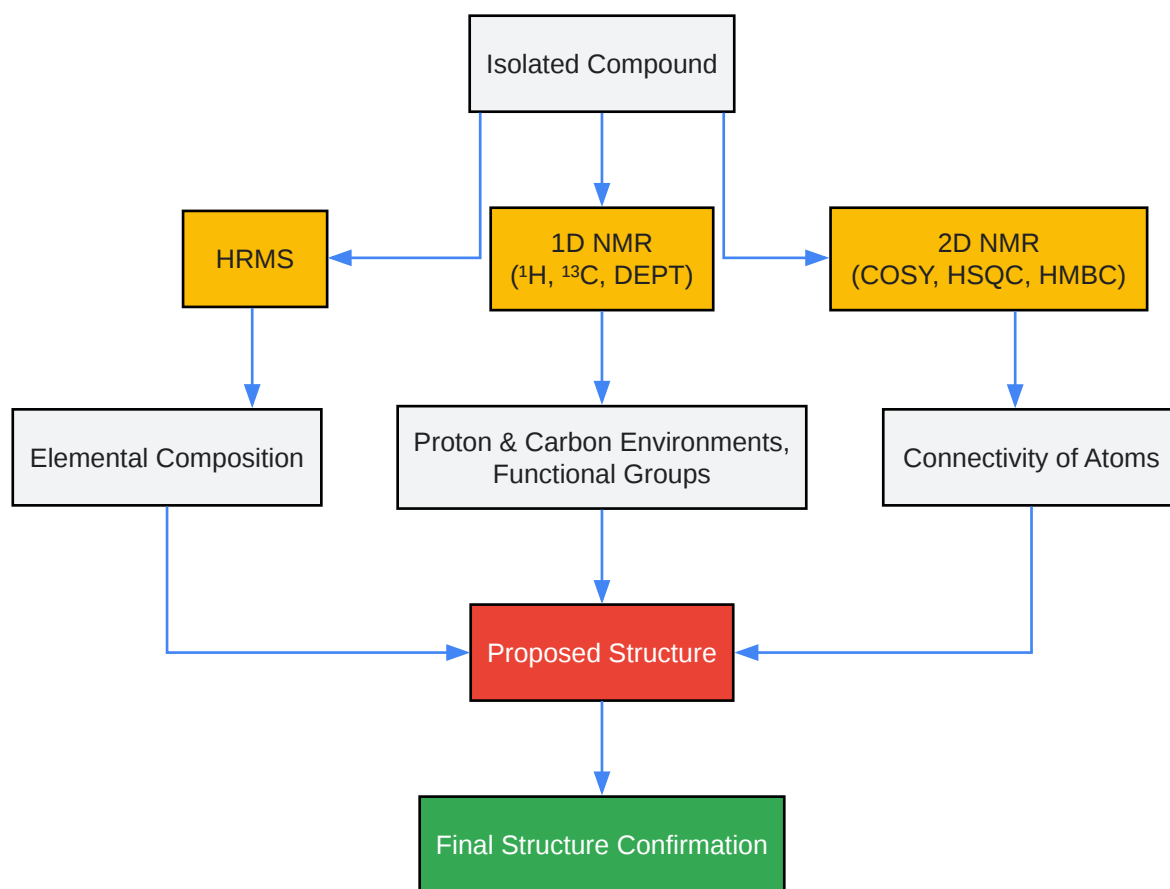 Isolated Compound
HRMS
1D NMR
(¹H, ¹³C, DEPT)
2D NMR
(COSY, HSQC, HMBC)
Elemental Composition
Proton & Carbon Environments,
Functional Groups
Connectivity of Atoms
Proposed Structure
Final Structure Confirmation